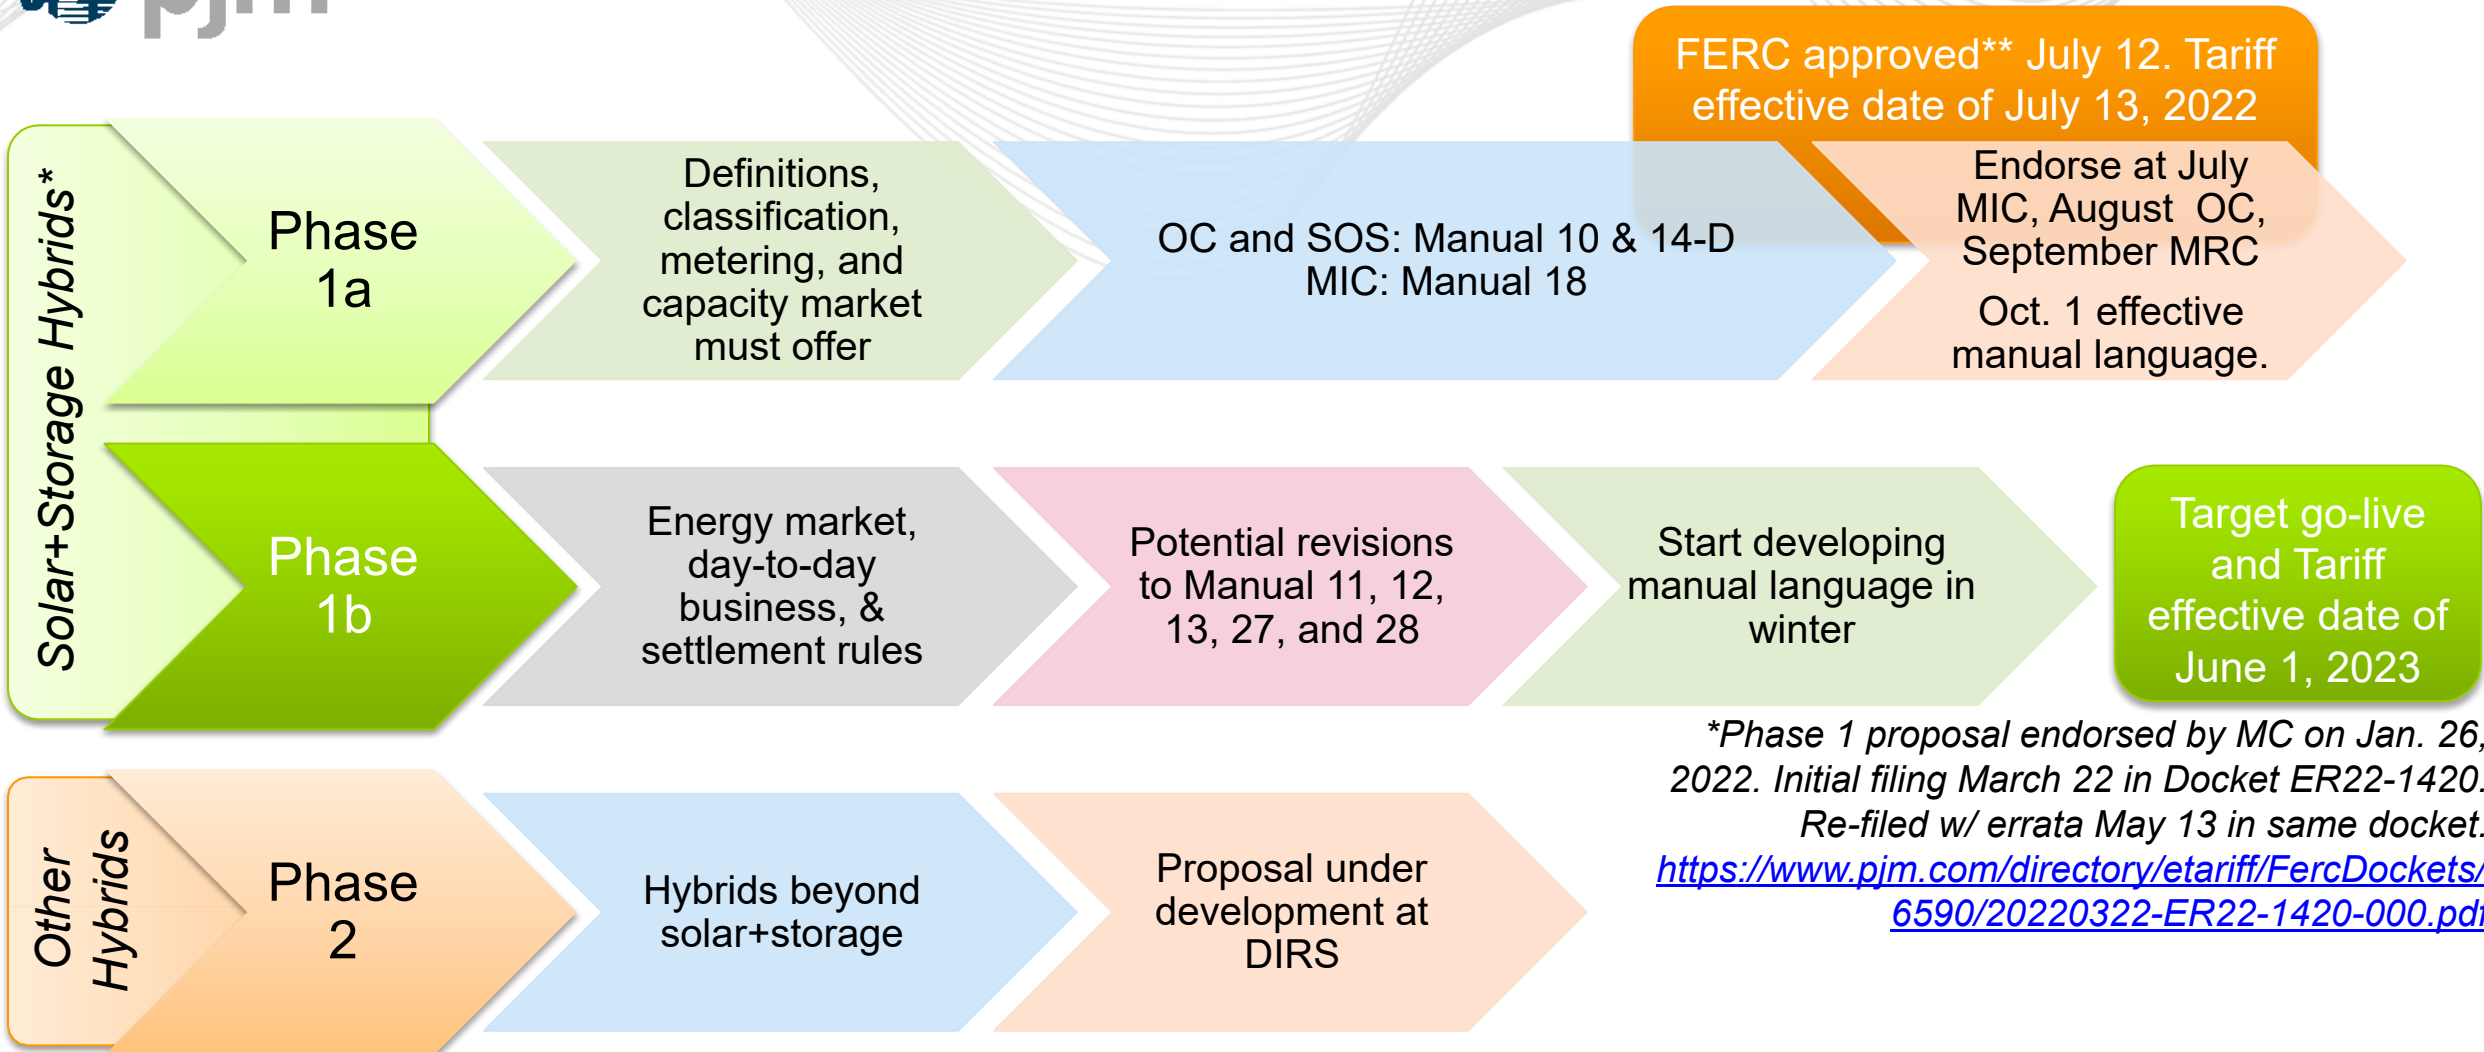 pjm
FERC approved** July 12. Tariff
effective date of July 13, 2022
Solar+Storage Hybrids*
Phase
1a
Definitions,
classification,
metering, and
capacity market
must offer
OC and SOS: Manual 10 & 14-D
MIC: Manual 18
Endorse at July
MIC, August OC,
September MRC
Oct. 1 effective
manual language.
Phase
1b
Energy market,
day-to-day
business, &
settlement rules
Potential revisions
to Manual 11, 12,
13, 27, and 28
Start developing
manual language in
winter
Target go-live
and Tariff
effective date of
June 1, 2023
*Phase 1 proposal endorsed by MC on Jan. 26,
2022. Initial filing March 22 in Docket ER22-1420.
Re-filed w/ errata May 13 in same docket.
https://www.pjm.com/directory/etariff/FercDockets/
6590/20220322-ER22-1420-000.pdf
Other
Hybrids
Phase
2
Hybrids beyond
solar+storage
Proposal under
development at
DIRS